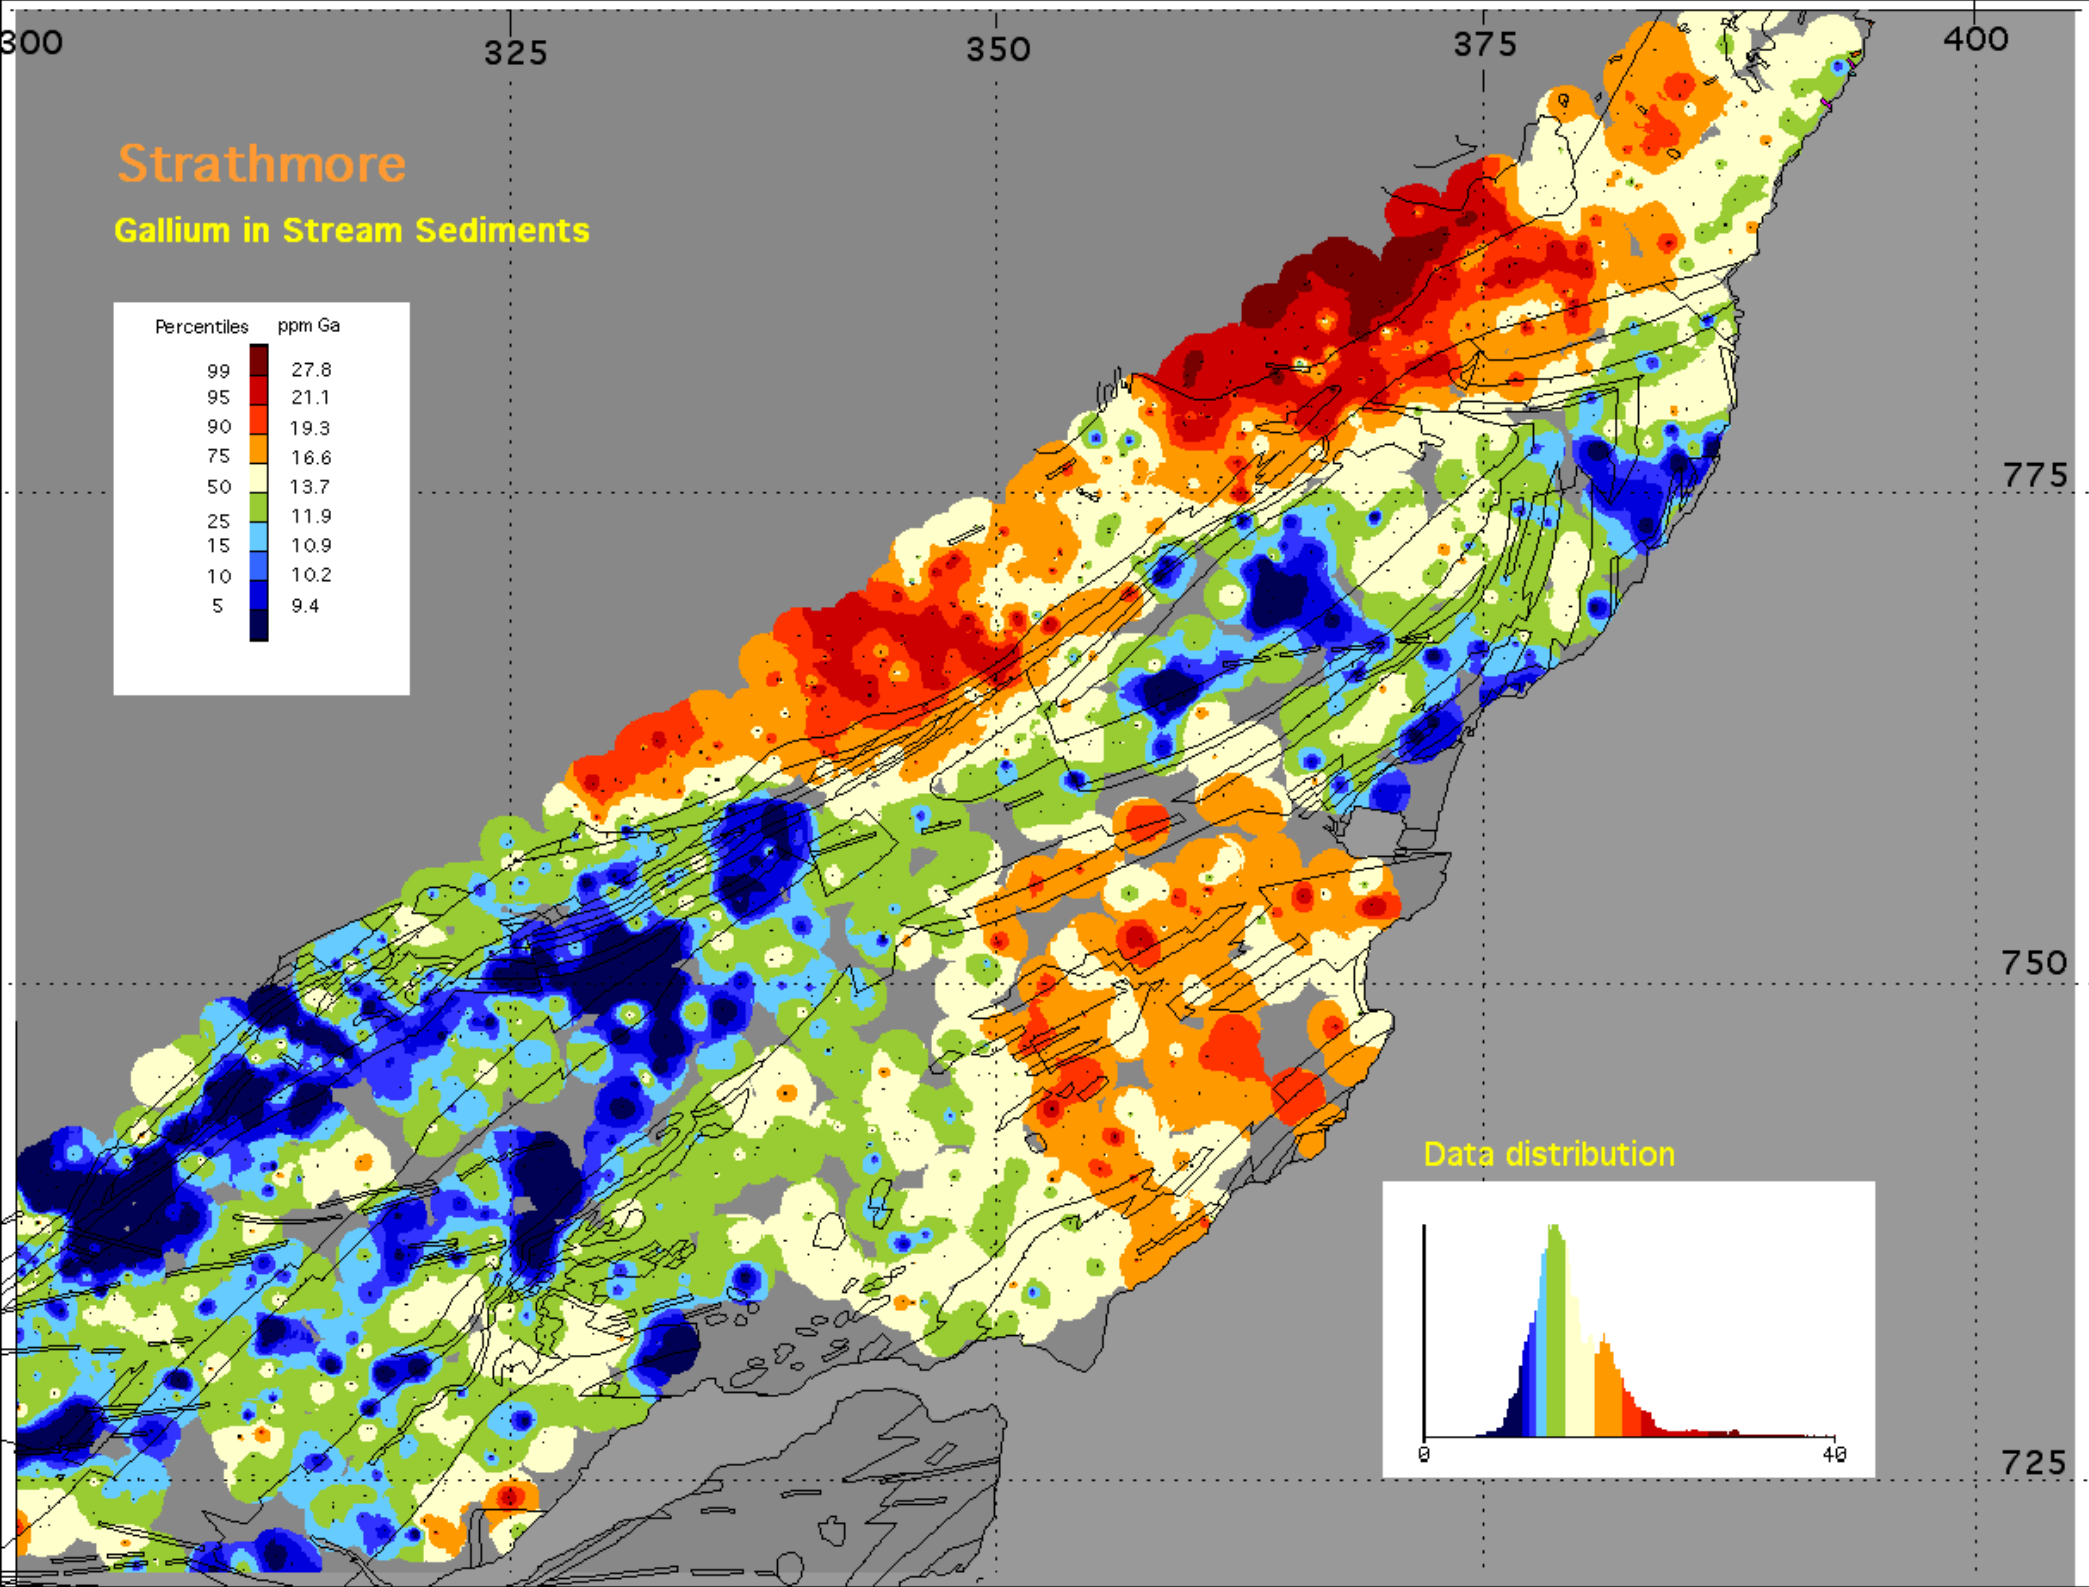 300 325 350 375 400
Strathmore
Gallium in Stream Sediments
Percentiles ppm Ga
99 27.8
95 21.1
90 19.3
75 16.6
50 13.7
25 11.9
15 10.9
10 10.2
5 9.4
775
750
Data distribution
0 40
725